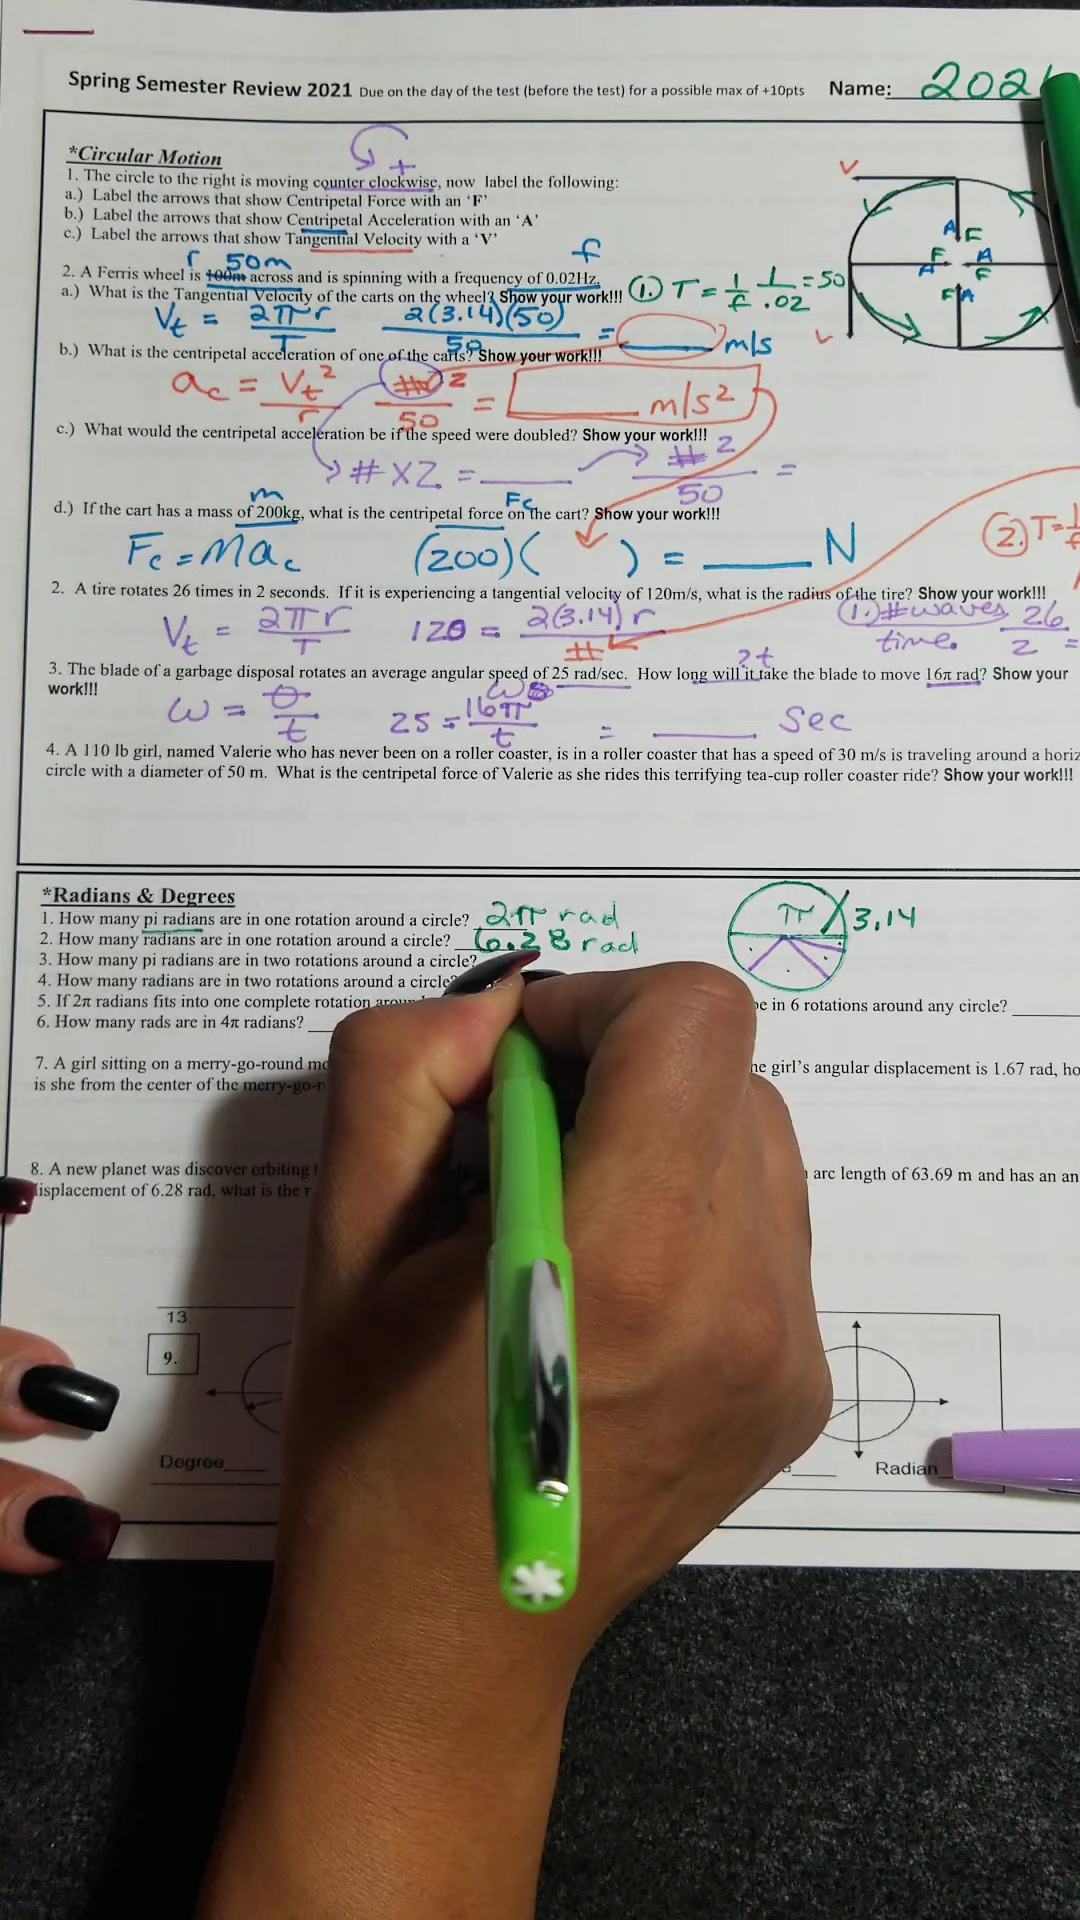 Spring Semester Review 2021 Due on the day of the test (before the test) for a possible max of +10pts Name: 202
*Circular Motion
+
1. The circle to the right is moving counter clockwise, now label the following:
a.) Label the arrows that show Centripetal Force with an 'F'
b.) Label the arrows that show Centripetal Acceleration with an 'A'
c.) Label the arrows that show Tangential Velocity with a 'V'
V
A F
F A
A F
F A
V
r 50m f
2. A Ferris wheel is 100m across and is spinning with a frequency of 0.02Hz.
a.) What is the Tangential Velocity of the carts on the wheel? Show your work!!! (1.) T = 1/f 1/.02 = 50
Vt = 2πr/T 2(3.14)(50)/50 = ____ m/s
b.) What is the centripetal acceleration of one of the carts? Show your work!!!
ac = Vt²/r (#)²/50 = ____ m/s²
c.) What would the centripetal acceleration be if the speed were doubled? Show your work!!!
# X2 = ____ #²/50 =
m Fc
d.) If the cart has a mass of 200kg, what is the centripetal force on the cart? Show your work!!!
Fc = mac (200)( ) = ____ N
(2.) T=1/f
2. A tire rotates 26 times in 2 seconds. If it is experiencing a tangential velocity of 120m/s, what is the radius of the tire? Show your work!!!
Vt = 2πr/T 120 = 2(3.14)r/# (1.) #waves/time. 26/2 =
? t
3. The blade of a garbage disposal rotates an average angular speed of 25 rad/sec. How long will it take the blade to move 16π rad? Show your
work!!!
ω
ω = θ/t 25 = 16π/t = ____ sec
4. A 110 lb girl, named Valerie who has never been on a roller coaster, is in a roller coaster that has a speed of 30 m/s is traveling around a horiz
circle with a diameter of 50 m. What is the centripetal force of Valerie as she rides this terrifying tea-cup roller coaster ride? Show your work!!!
*Radians & Degrees
1. How many pi radians are in one rotation around a circle? 2π rad
π 3.14
2. How many radians are in one rotation around a circle? 6.28 rad
3. How many pi radians are in two rotations around a circle?
4. How many radians are in two rotations around a circle?
5. If 2π radians fits into one complete rotation in 6 rotations around any circle? ____
6. How many rads are in 4π radians? ____
7. A girl sitting on a merry-go-round girl's angular displacement is 1.67 rad,
is she from the center of the
8. A new planet was discover orbiting arc length of 63.69 m and has an
displacement of 6.28 rad, what is the
13
9.
Degree____ ____ Radian